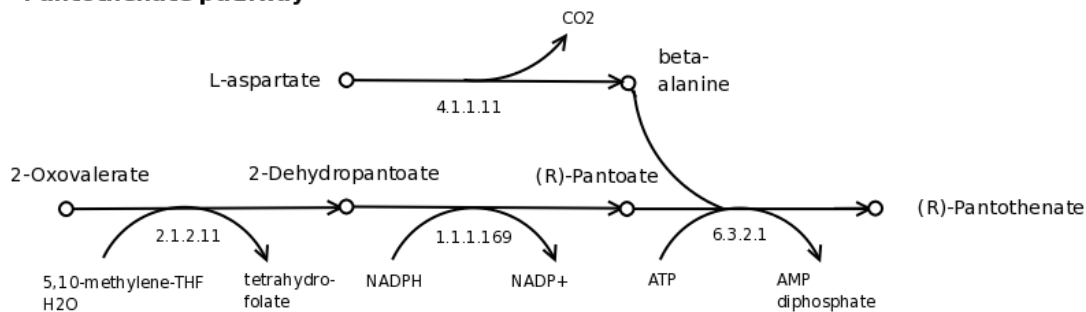 Pantothenate pathway
CO2
L-aspartate
beta-
alanine
4.1.1.11
2-Oxovalerate
2-Dehydropantoate
(R)-Pantoate
(R)-Pantothenate
2.1.2.11
1.1.1.169
6.3.2.1
5,10-methylene-THF
H2O
tetrahydro-
folate
NADPH
NADP+
ATP
AMP
diphosphate